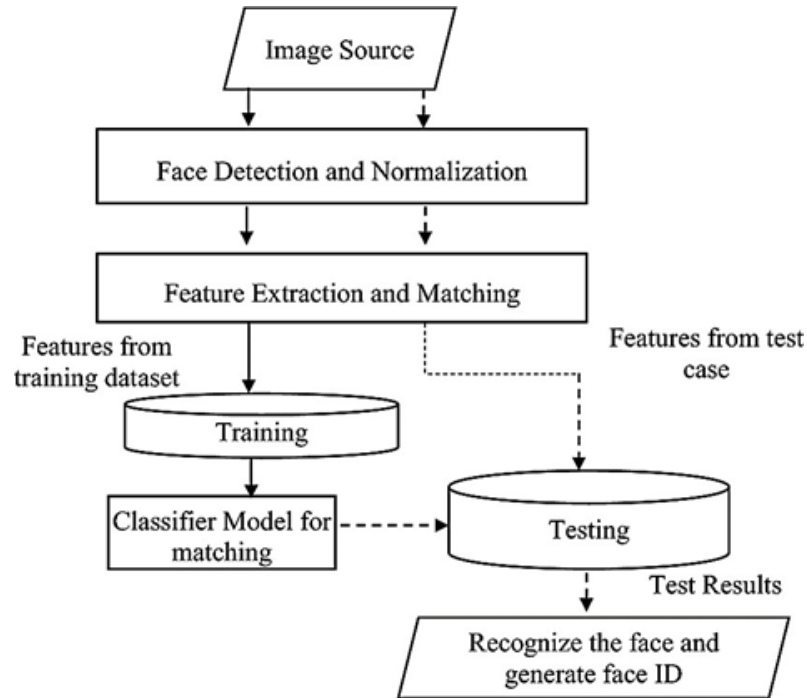 Image Source
Face Detection and Normalization
Feature Extraction and Matching
Features from
training dataset
Features from test
case
Training
Classifier Model for
matching
Testing
Test Results
Recognize the face and
generate face ID